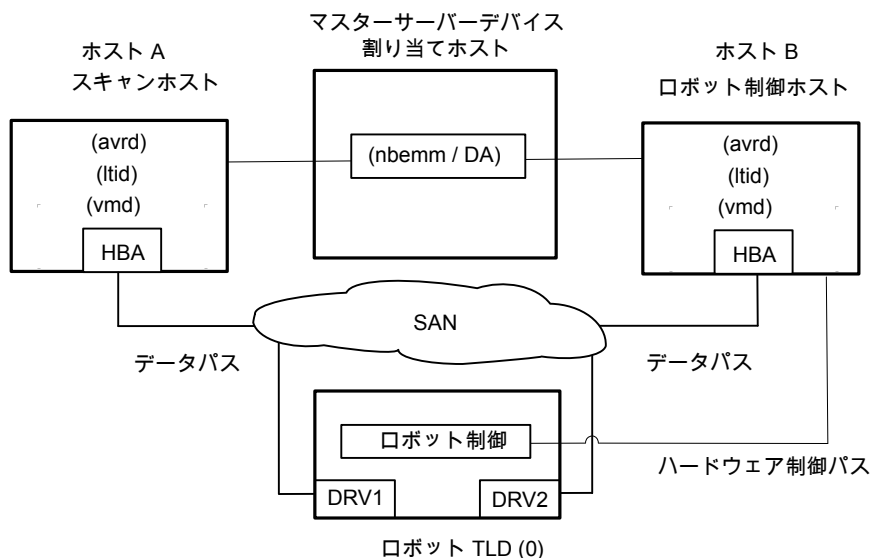 マスターサーバーデバイス
割り当てホスト
ホスト A
スキャンホスト
ホスト B
ロボット制御ホスト
(avrd)
(ltid)
(vmd)
HBA
(nbemm / DA)
(avrd)
(ltid)
(vmd)
HBA
SAN
データパス
データパス
ロボット制御
ハードウェア制御パス
DRV1
DRV2
ロボット TLD (0)